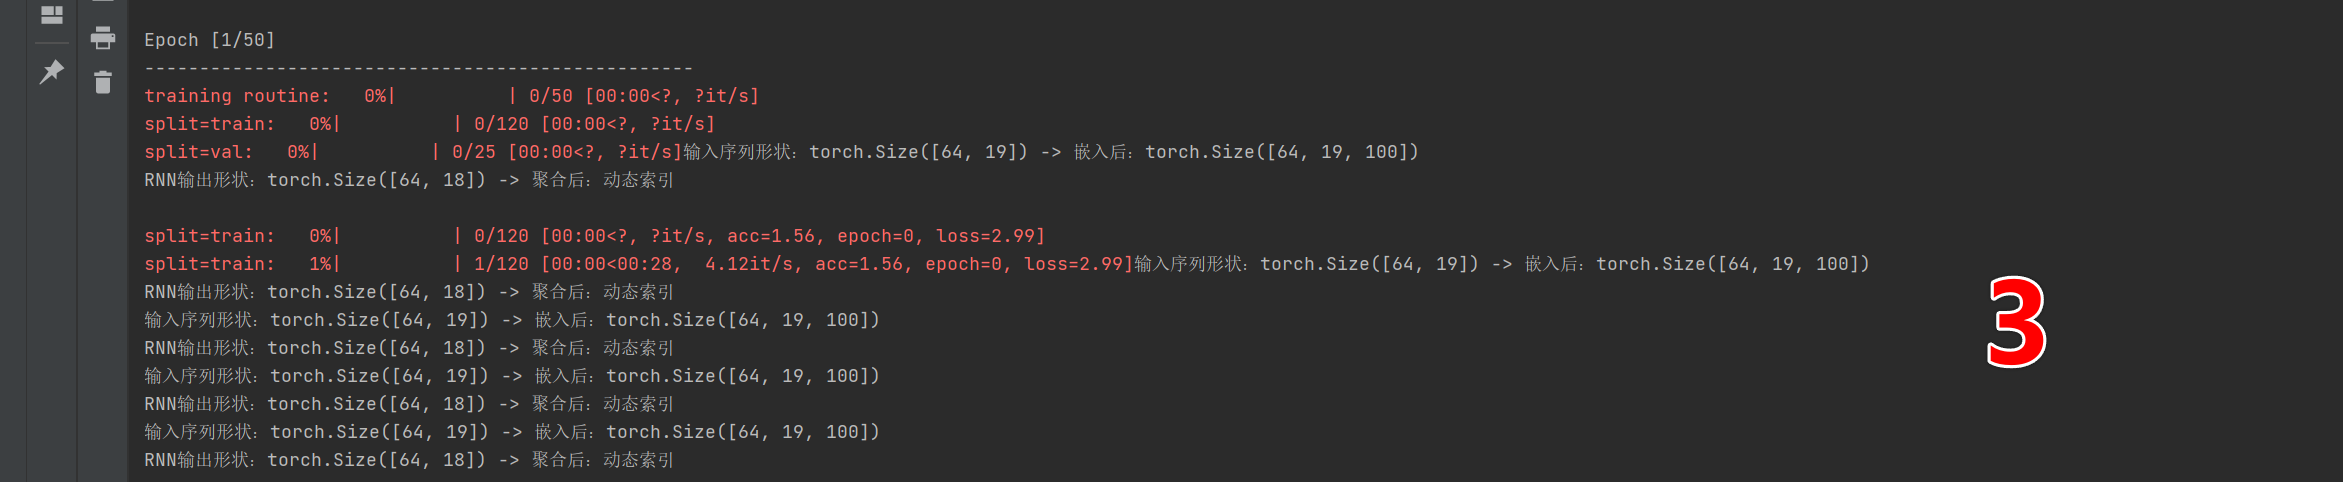 Epoch [1/50]
--------------------------------------------------
training routine:   0%|          | 0/50 [00:00<?, ?it/s]
split=train:   0%|          | 0/120 [00:00<?, ?it/s]
split=val:   0%|          | 0/25 [00:00<?, ?it/s]输入序列形状：torch.Size([64, 19]) -> 嵌入后：torch.Size([64, 19, 100])
RNN输出形状：torch.Size([64, 18]) -> 聚合后：动态索引
split=train:   0%|          | 0/120 [00:00<?, ?it/s, acc=1.56, epoch=0, loss=2.99]
split=train:   1%|          | 1/120 [00:00<00:28,  4.12it/s, acc=1.56, epoch=0, loss=2.99]输入序列形状：torch.Size([64, 19]) -> 嵌入后：torch.Size([64, 19, 100])
RNN输出形状：torch.Size([64, 18]) -> 聚合后：动态索引
输入序列形状：torch.Size([64, 19]) -> 嵌入后：torch.Size([64, 19, 100])
RNN输出形状：torch.Size([64, 18]) -> 聚合后：动态索引
输入序列形状：torch.Size([64, 19]) -> 嵌入后：torch.Size([64, 19, 100])
RNN输出形状：torch.Size([64, 18]) -> 聚合后：动态索引
输入序列形状：torch.Size([64, 19]) -> 嵌入后：torch.Size([64, 19, 100])
RNN输出形状：torch.Size([64, 18]) -> 聚合后：动态索引
3